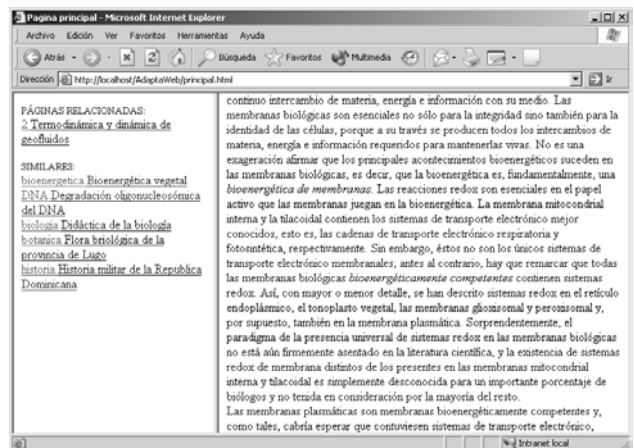 Pagina principal - Microsoft Internet Explorer
Archivo Edición Ver Favoritos Herramientas Ayuda
Atrás Búsqueda Favoritos Multimedia
Dirección http://localhost/AdaptaWeb/principal.html Ir
PÁGINAS RELACIONADAS:
2 Termodinámica y dinámica de
geofluidos
SIMILARES:
bioenergetica Bioenergética vegetal
DNA Degradación oligonucleosómica
del DNA
biologia Didáctica de la biología
botanica Flora briológica de la
provincia de Lugo
historia Historia militar de la Republica
Dominicana
continuo intercambio de materia, energía e información con su medio. Las
membranas biológicas son esenciales no sólo para la integridad sino también para la
identidad de las células, porque a su través se producen todos los intercambios de
materia, energía e información requeridos para mantenerlas vivas. No es una
exageración afirmar que los principales acontecimientos bioenergéticos suceden en
las membranas biológicas, es decir, que la bioenergética es, fundamentalmente, una
bioenergética de membranas. Las reacciones redox son esenciales en el papel
activo que las membranas juegan en la bioenergética. La membrana mitocondrial
interna y la tilacoidal contienen los sistemas de transporte electrónico mejor
conocidos, esto es, las cadenas de transporte electrónico respiratoria y
fotosintética, respectivamente. Sin embargo, éstos no son los únicos sistemas de
transporte electrónico membranales; antes al contrario, hay que remarcar que todas
las membranas biológicas bioenergéticamente competentes contienen sistemas
redox. Así, con mayor o menor detalle, se han descrito sistemas redox en el retículo
endoplásmico, el tonoplasto vegetal, las membranas glioxisomal y peroxisomal y,
por supuesto, también en la membrana plasmática. Sorprendentemente, el
paradigma de la presencia universal de sistemas redox en las membranas biológicas
no está aún firmemente asentado en la literatura científica, y la existencia de sistemas
redox de membrana distintos de los presentes en las membranas mitocondrial
interna y tilacoidal es simplemente desconocida para un importante porcentaje de
biólogos y no tenida en consideración por la mayoría del resto.
Las membranas plasmáticas son membranas bioenergéticamente competentes y,
como tales, cabría esperar que contuviesen sistemas de transporte electrónico,
Intranet local